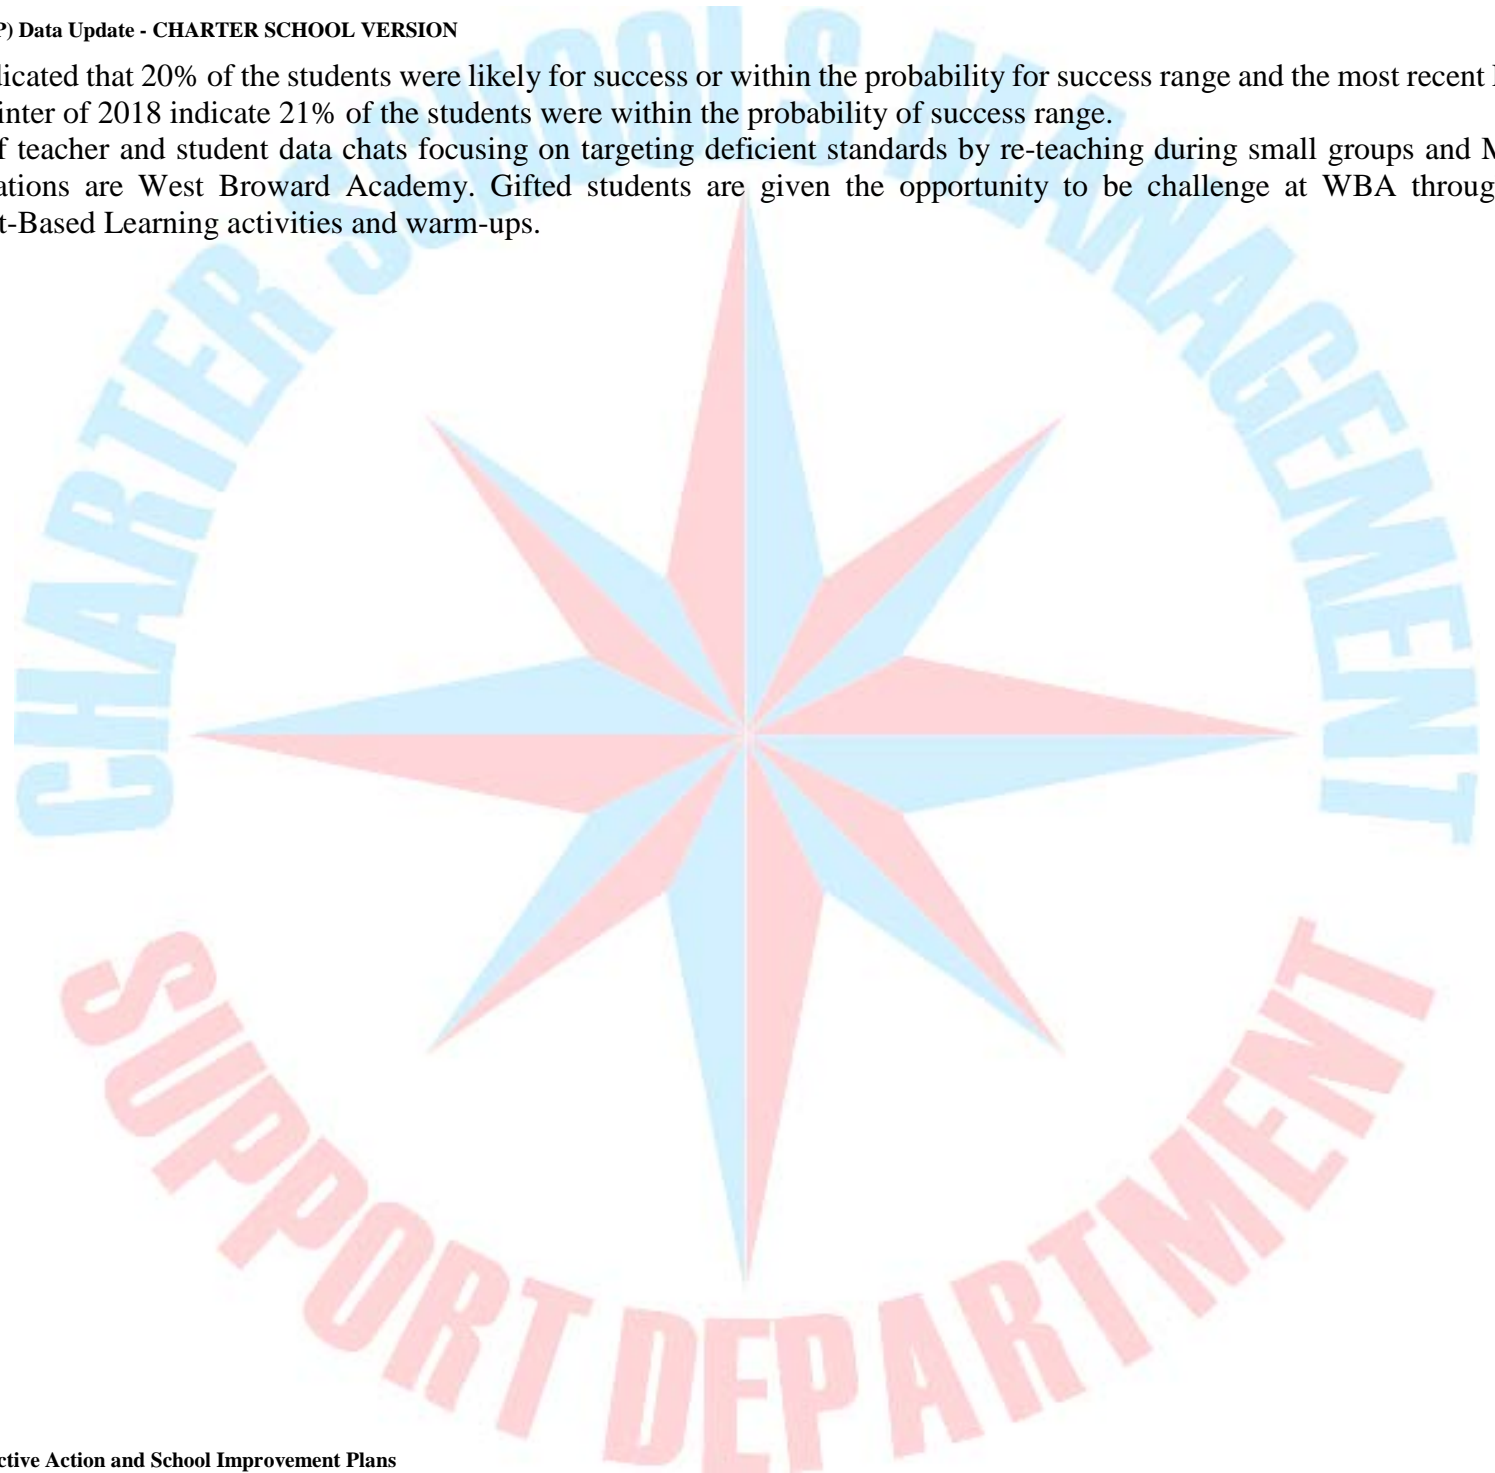 P) Data Update - CHARTER SCHOOL VERSION
dicated that 20% of the students were likely for success or within the probability for success range and the most recent
inter of 2018 indicate 21% of the students were within the probability of success range.
f teacher and student data chats focusing on targeting deficient standards by re-teaching during small groups and
ations are West Broward Academy. Gifted students are given the opportunity to be challenge at WBA throug
t-Based Learning activities and warm-ups.
CHARTER SCHOOLS MANAGEMENT
SUPPORT DEPARTMENT
ctive Action and School Improvement Plans